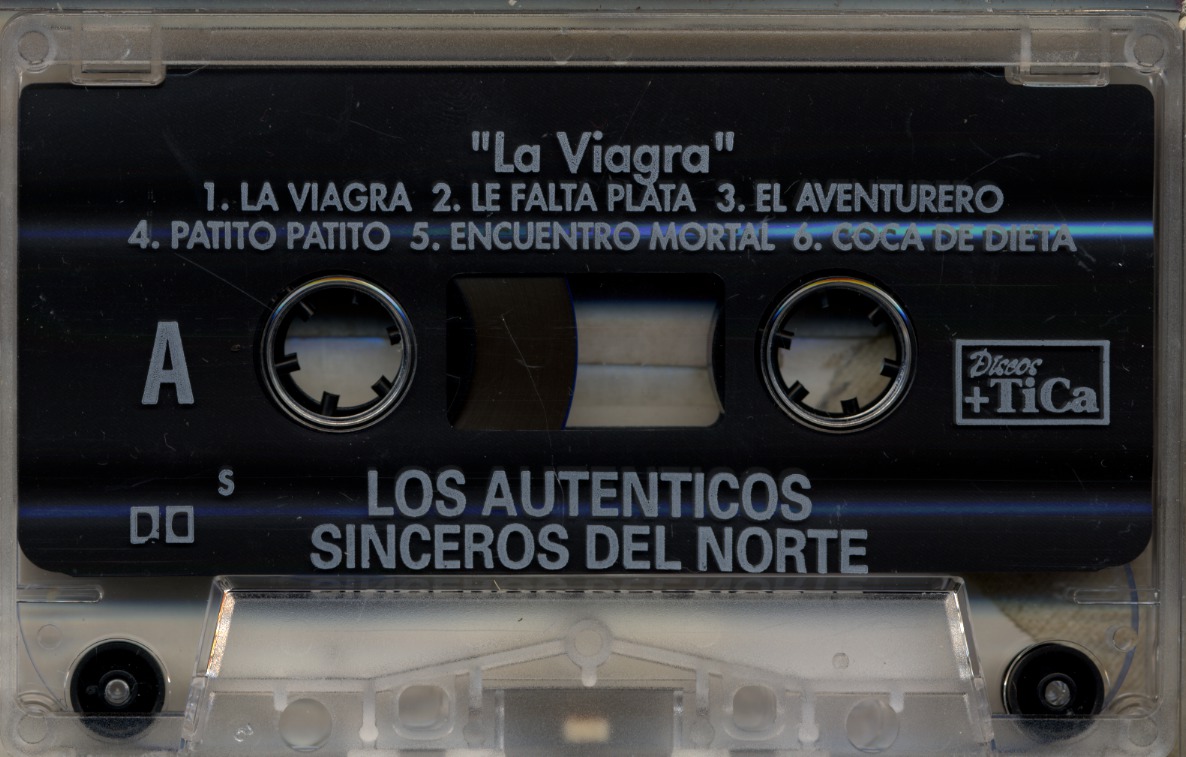 "La Viagra"
1. LA VIAGRA 2. LE FALTA PLATA 3. EL AVENTURERO
4. PATITO PATITO 5. ENCUENTRO MORTAL 6. COCA DE DIETA
A
Discos
+TiCa
S
LOS AUTENTICOS
SINCEROS DEL NORTE